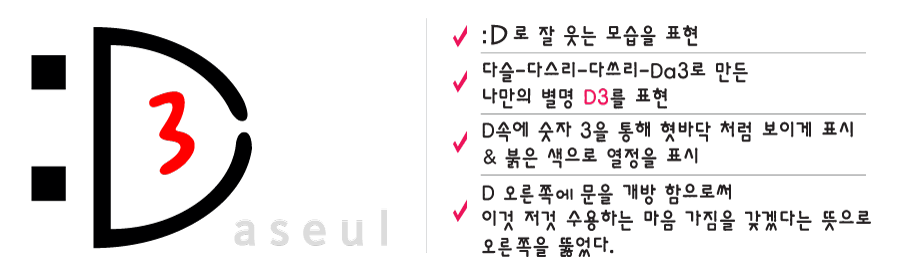 :D
3
aseul
:D로 잘 웃는 모습을 표현
다슬-다스리-다쓰리-Da3로 만든
나만의 별명 D3를 표현
D속에 숫자 3을 통해 혓바닥 처럼 보이게 표시
& 붉은 색으로 열정을 표시
D 오른쪽에 문을 개방 함으로써
이것 저것 수용하는 마음 가짐을 갖겠다는 뜻으로
오른쪽을 뚫었다.